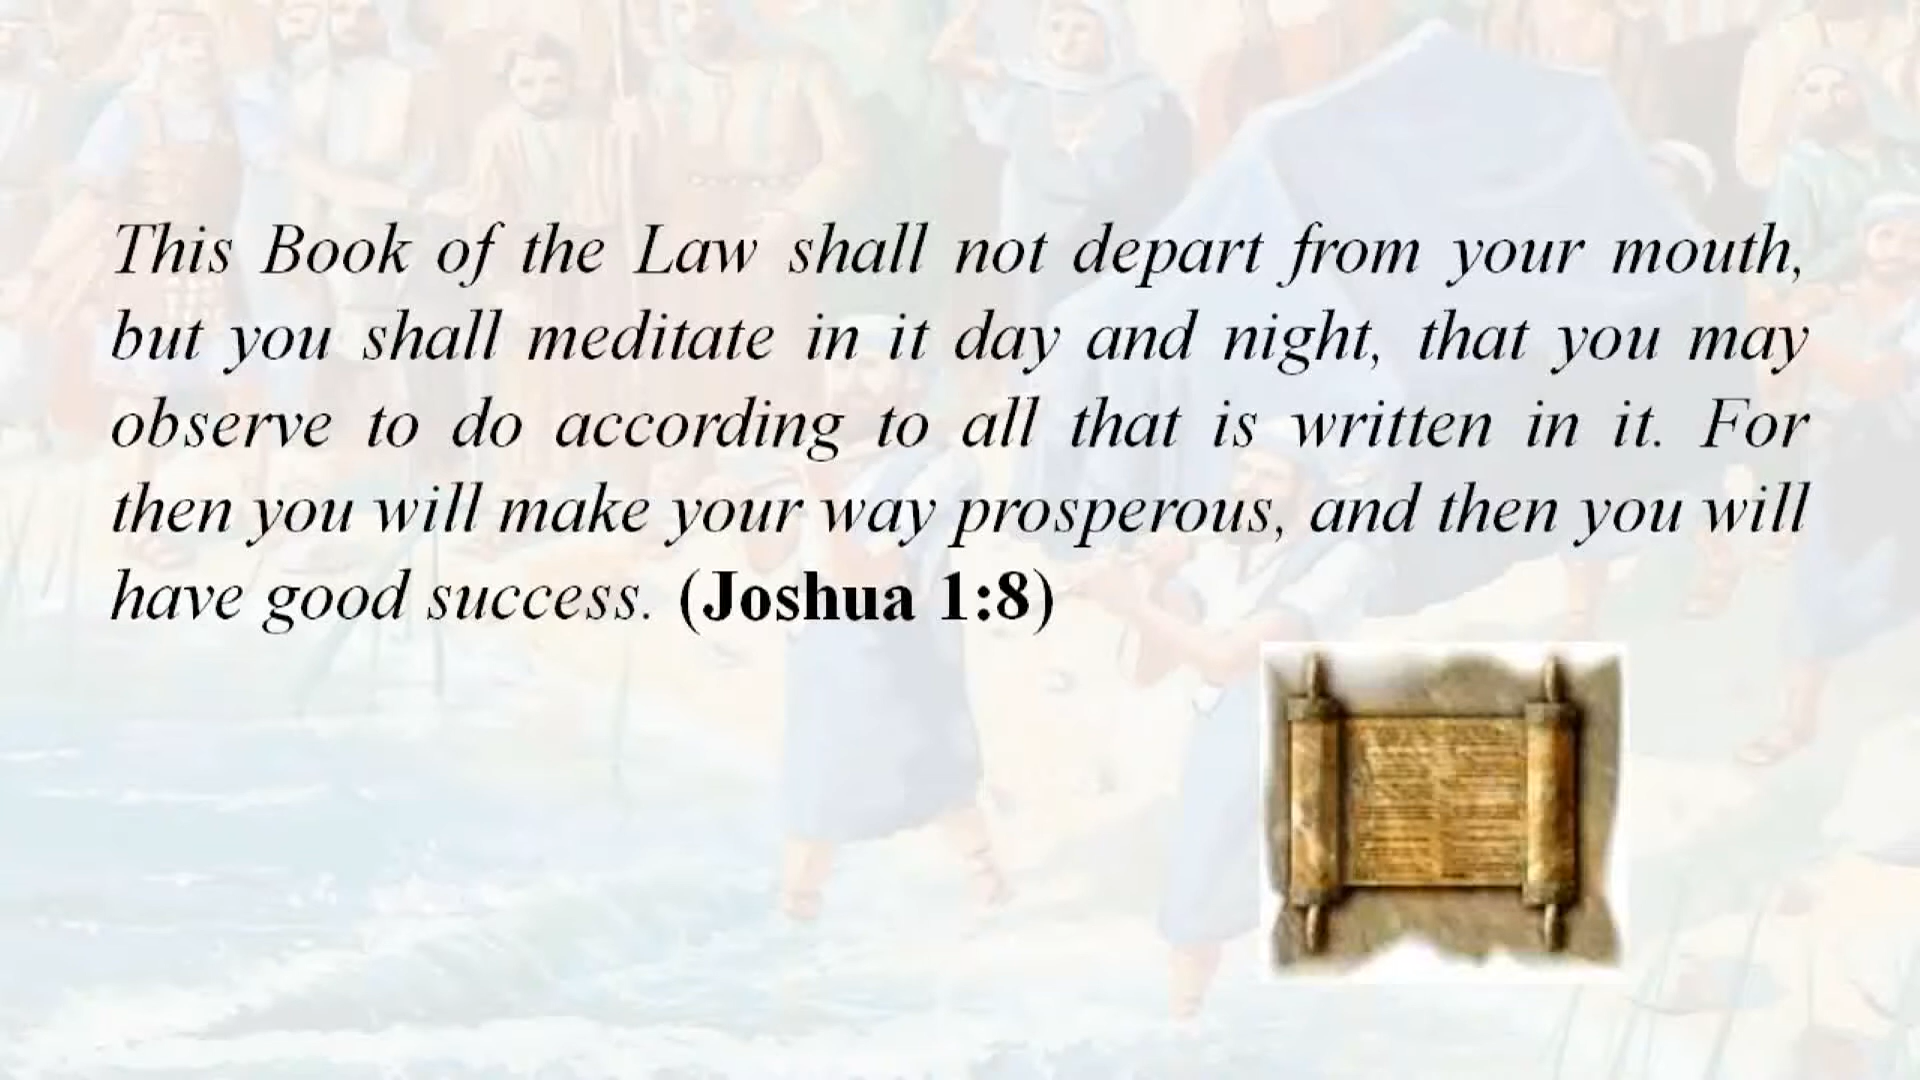 This Book of the Law shall not depart from your mouth,
but you shall meditate in it day and night, that you may
observe to do according to all that is written in it. For
then you will make your way prosperous, and then you will
have good success. (Joshua 1:8)